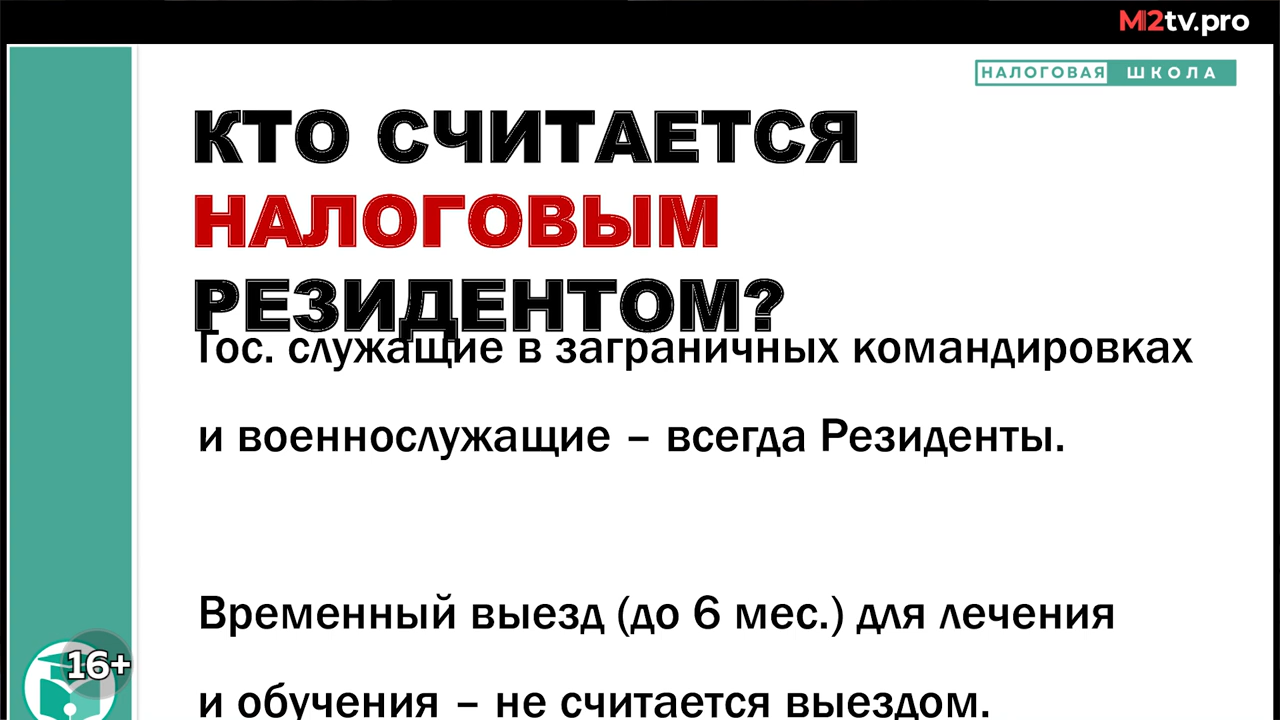 M2tv.pro
НАЛОГОВАЯ ШКОЛА
КТО СЧИТАЕТСЯ
НАЛОГОВЫМ
РЕЗИДЕНТОМ?
Гос. служащие в заграничных командировках
и военнослужащие – всегда Резиденты.
Временный выезд (до 6 мес.) для лечения
и обучения – не считается выездом.
16+